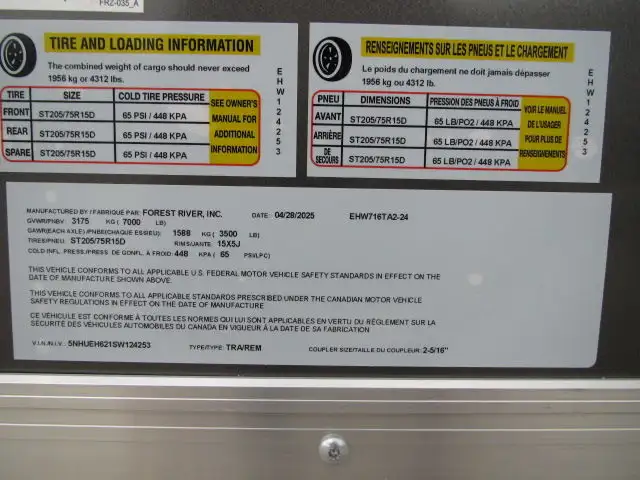 FRZ-035_A
TIRE AND LOADING INFORMATION
The combined weight of cargo should never exceed
1956 kg or 4312 lbs.
TIRE SIZE COLD TIRE PRESSURE SEE OWNER'S MANUAL FOR ADDITIONAL INFORMATION
FRONT ST205/75R15D 65 PSI / 448 KPA
REAR ST205/75R15D 65 PSI / 448 KPA
SPARE ST205/75R15D 65 PSI / 448 KPA
EHW124253
RENSEIGNEMENTS SUR LES PNEUS ET LE CHARGEMENT
Le poids du chargement ne doit jamais dépasser
1956 kg ou 4312 lb.
PNEU DIMENSIONS PRESSION DES PNEUS À FROID VOIR LE MANUEL DE L'USAGER POUR PLUS DE RENSEIGNEMENTS
AVANT ST205/75R15D 65 LB/PO2 / 448 KPA
ARRIÈRE ST205/75R15D 65 LB/PO2 / 448 KPA
DE SECOURS ST205/75R15D 65 LB/PO2 / 448 KPA
EHW124253
MANUFACTURED BY / FABRIQUÉ PAR: FOREST RIVER, INC. DATE: 04/28/2025 EHW716TA2-24
GVWR/PNBV: 3175 KG ( 7000 LB)
GAWR(EACH AXLE) /PNBE(CHAQUE ESSIEU): 1588 KG ( 3500 LB)
TIRES/PNEU: ST205/75R15D RIMS/JANTE: 15X5J
COLD INFL. PRESS./PRESS. DE GONFL. À FROID: 448 KPA ( 65 PSI/LPC)
THIS VEHICLE CONFORMS TO ALL APPLICABLE U.S. FEDERAL MOTOR VEHICLE SAFETY STANDARDS IN EFFECT ON THE
DATE OF MANUFACTURE SHOWN ABOVE.
THIS VEHICLE CONFORMS TO ALL APPLICABLE STANDARDS PRESCRIBED UNDER THE CANADIAN MOTOR VEHICLE
SAFETY REGULATIONS IN EFFECT ON THE DATE OF MANUFACTURE
CE VÉHICULE EST CONFORME À TOUTES LES NORMES QUI LUI SONT APPLICABLES EN VERTU DU RÈGLEMENT SUR LA
SÉCURITÉ DES VÉHICULES AUTOMOBILES DU CANADA EN VIGUEUR À LA DATE DE SA FABRICATION
V.I.N./N.I.V.: 5NHUEH621SW124253 TYPE/TYPE: TRA/REM COUPLER SIZE/TAILLE DU COUPLEUR: 2-5/16"